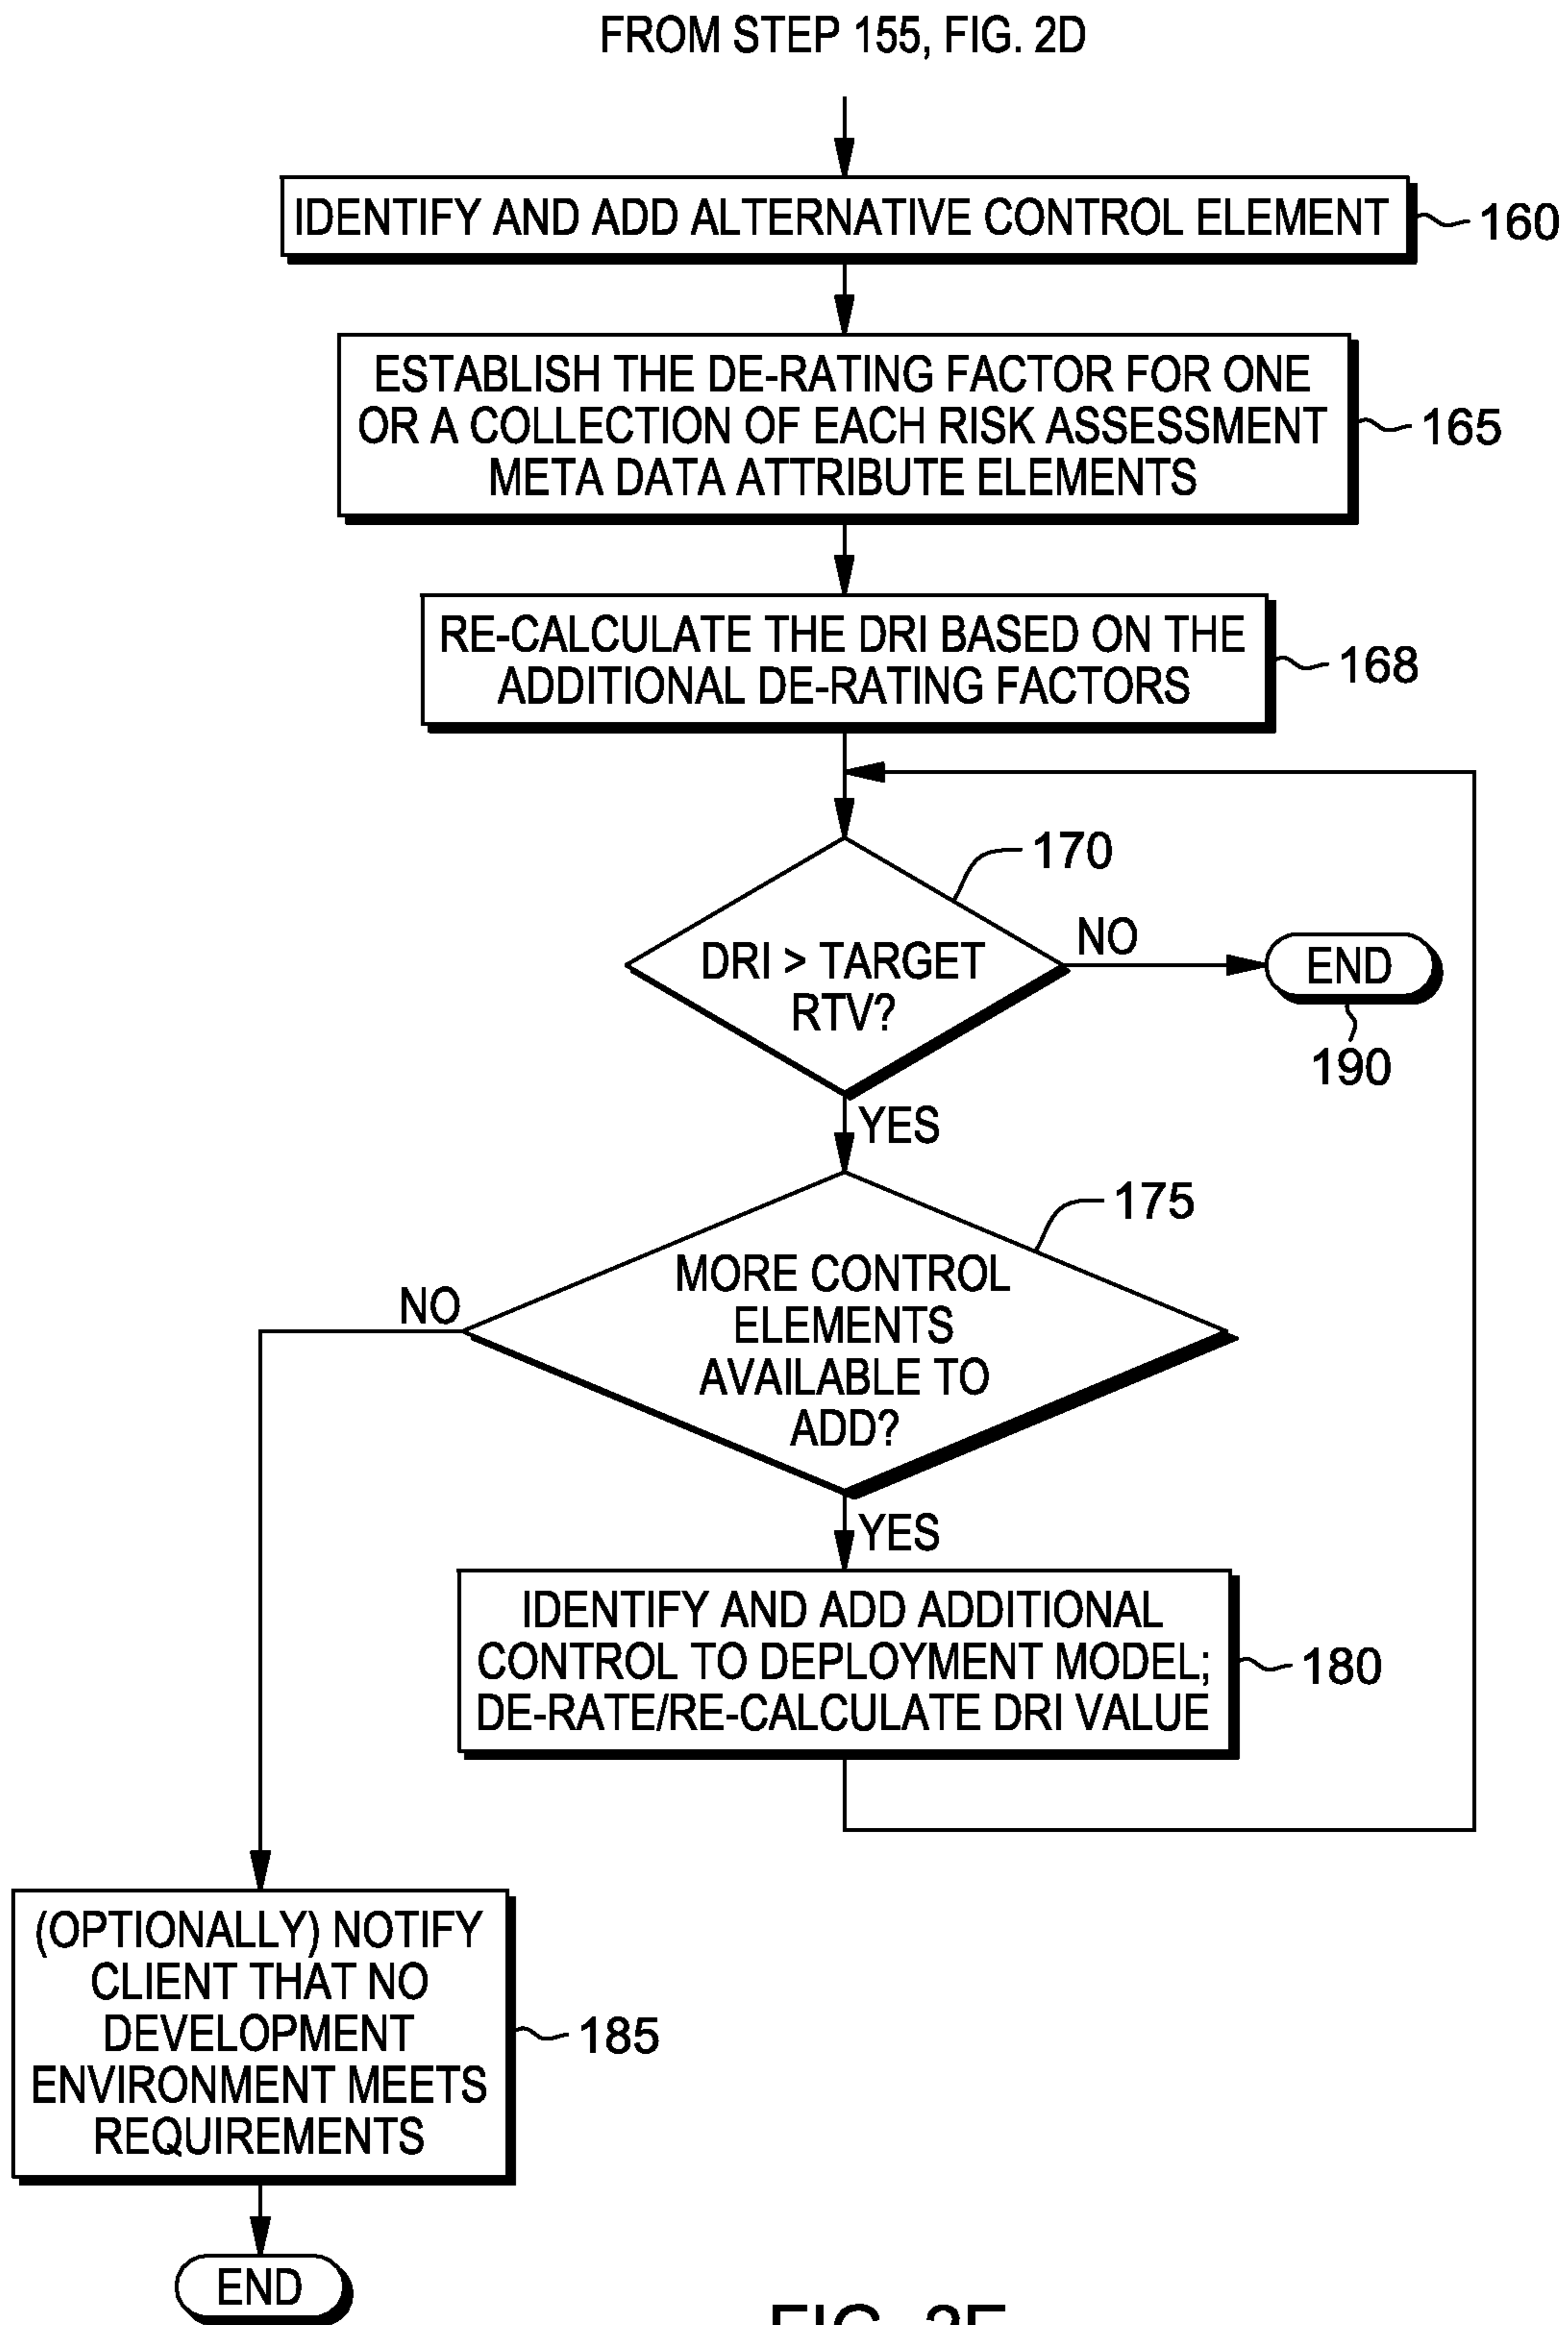 FROM STEP 155, FIG. 2D
IDENTIFY AND ADD ALTERNATIVE CONTROL ELEMENT
160
ESTABLISH THE DE-RATING FACTOR FOR ONE
OR A COLLECTION OF EACH RISK ASSESSMENT
META DATA ATTRIBUTE ELEMENTS
165
RE-CALCULATE THE DRI BASED ON THE
ADDITIONAL DE-RATING FACTORS
168
170
DRI > TARGET
RTV?
NO
END
190
YES
175
MORE CONTROL
ELEMENTS
AVAILABLE TO
ADD?
NO
YES
IDENTIFY AND ADD ADDITIONAL
CONTROL TO DEPLOYMENT MODEL;
DE-RATE/RE-CALCULATE DRI VALUE
180
(OPTIONALLY) NOTIFY
CLIENT THAT NO
DEVELOPMENT
ENVIRONMENT MEETS
REQUIREMENTS
185
END